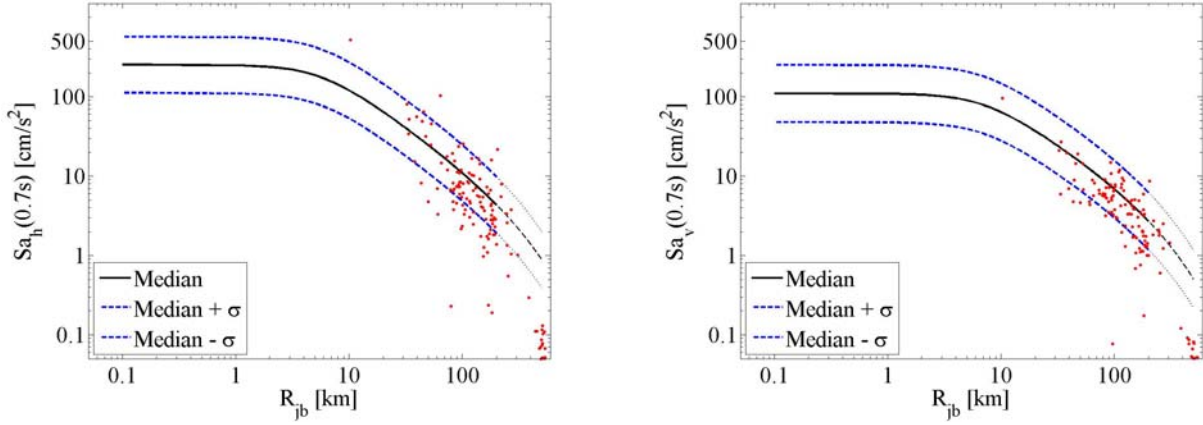 Sa_h(0.7s) [cm/s²]
500
100
10
1
0.1
Median
Median + σ
Median - σ
0.1 1 10 100
R_jb [km]
Sa_v(0.7s) [cm/s²]
500
100
10
1
0.1
Median
Median + σ
Median - σ
0.1 1 10 100
R_jb [km]